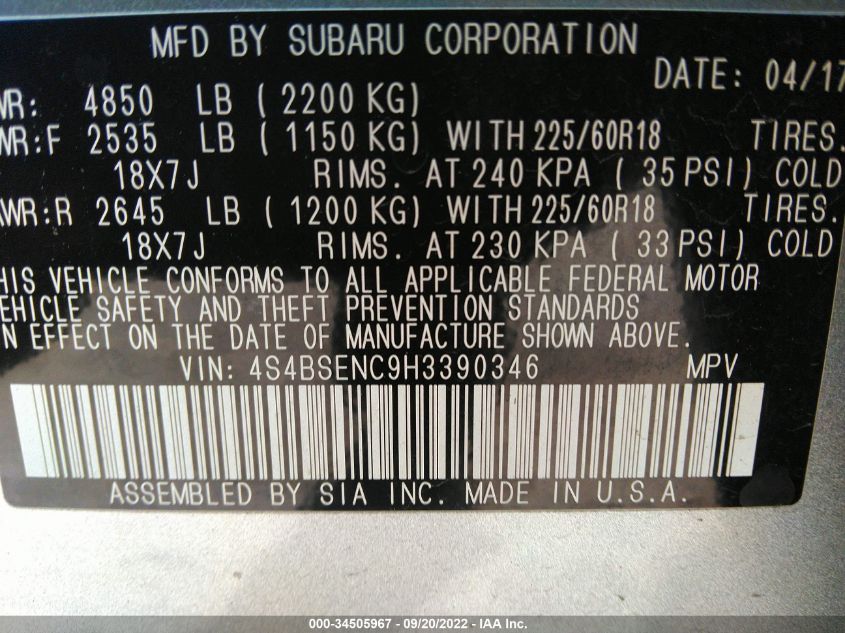 MFD BY SUBARU CORPORATION
DATE: 04/17
WR: 4850 LB (2200 KG)
WR:F 2535 LB (1150 KG) WITH 225/60R18 TIRES.
18X7J RIMS. AT 240 KPA (35 PSI) COLD
WR:R 2645 LB (1200 KG) WITH 225/60R18 TIRES.
18X7J RIMS. AT 230 KPA (33 PSI) COLD
HIS VEHICLE CONFORMS TO ALL APPLICABLE FEDERAL MOTOR
EHICLE SAFETY AND THEFT PREVENTION STANDARDS
N EFFECT ON THE DATE OF MANUFACTURE SHOWN ABOVE.
VIN: 4S4BSENC9H3390346 MPV
ASSEMBLED BY SIA INC. MADE IN U.S.A.
000-34505967 - 09/20/2022 - IAA Inc.